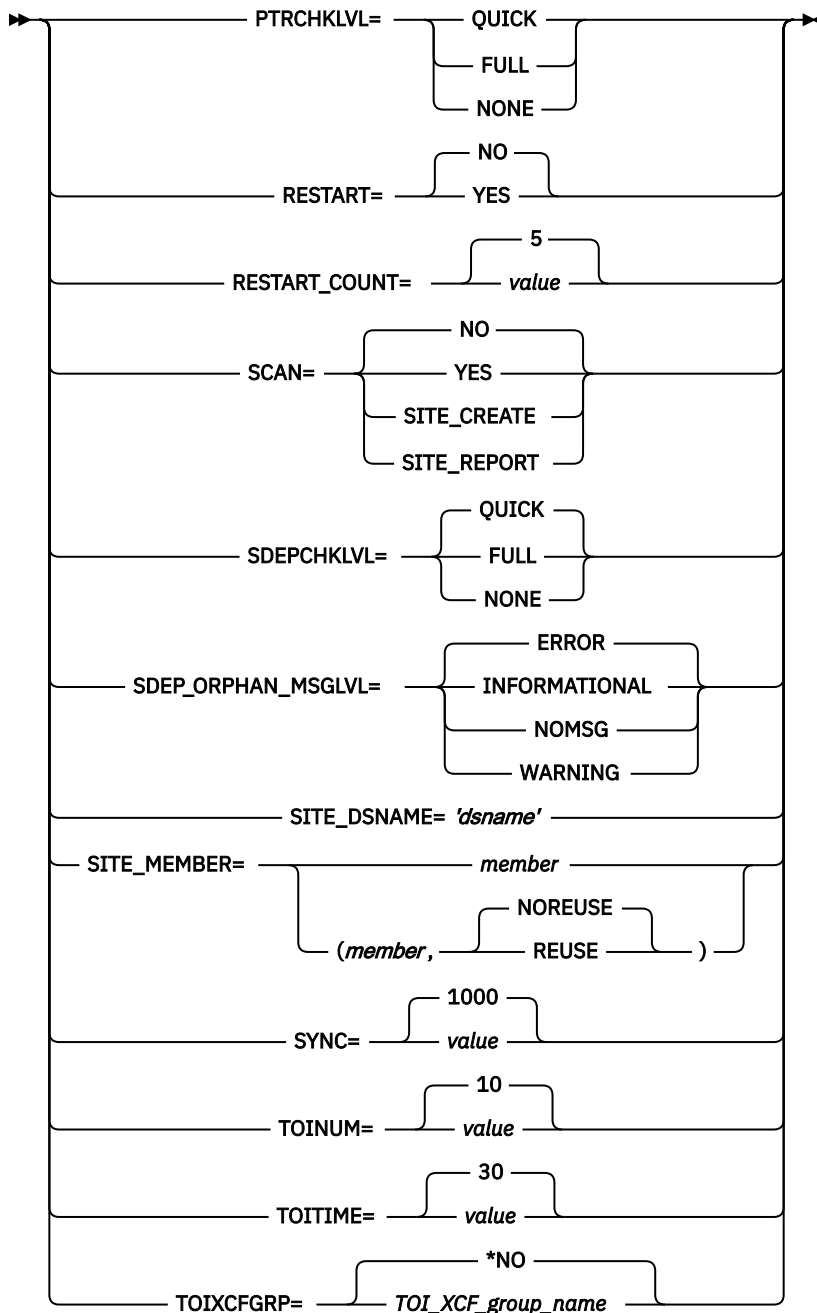 PTRCHKLVL= QUICK
FULL
NONE
NO
RESTART= YES
5
RESTART_COUNT= value
NO
SCAN= YES
SITE_CREATE
SITE_REPORT
QUICK
SDEPCHKLVL= FULL
NONE
ERROR
SDEP_ORPHAN_MSGLVL= INFORMATIONAL
NOMSG
WARNING
SITE_DSNAME= 'dsname'
SITE_MEMBER= member
NOREUSE
(member, REUSE )
1000
SYNC= value
10
TOINUM= value
30
TOITIME= value
*NO
TOIXCFGRP= TOI_XCF_group_name